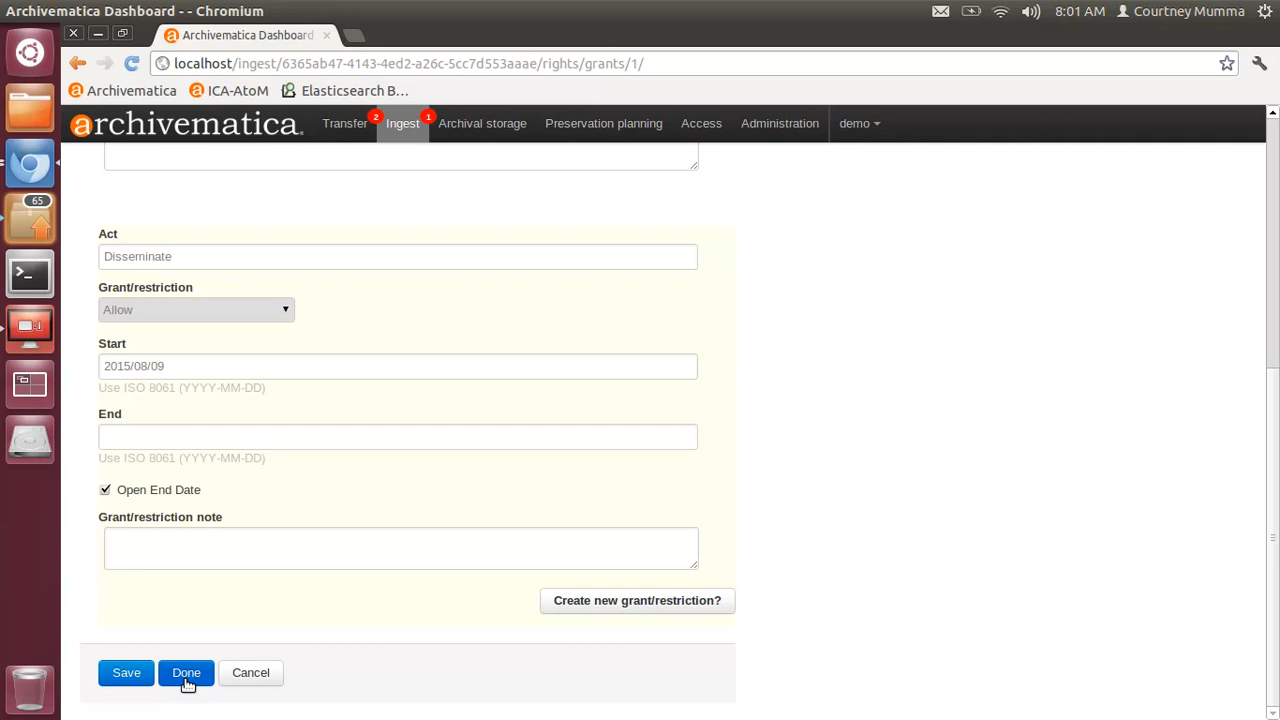 Archivematica Dashboard - - Chromium
8:01 AM
Courtney Mumma
Archivematica Dashboard
localhost/ingest/6365ab47-4143-4ed2-a26c-5cc7d553aaae/rights/grants/1/
Archivematica
ICA-AtoM
Elasticsearch B...
archivematica
Transfer 2
Ingest 1
Archival storage
Preservation planning
Access
Administration
demo
65
Act
Disseminate
Grant/restriction
Allow
Start
2015/08/09
Use ISO 8061 (YYYY-MM-DD)
End
Use ISO 8061 (YYYY-MM-DD)
Open End Date
Grant/restriction note
Create new grant/restriction?
Save
Done
Cancel